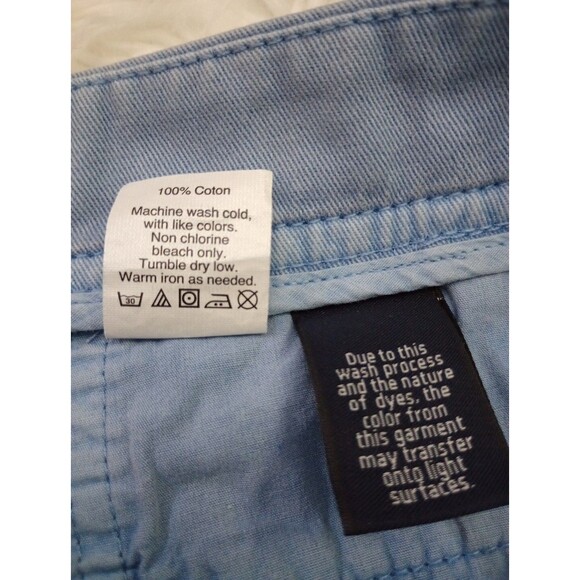 100% Coton
Machine wash cold,
with like colors.
Non chlorine
bleach only.
Tumble dry low.
Warm iron as needed.
30
Due to this
wash process
and the nature
of dyes, the
color from
this garment
may transfer
onto light
surfaces.